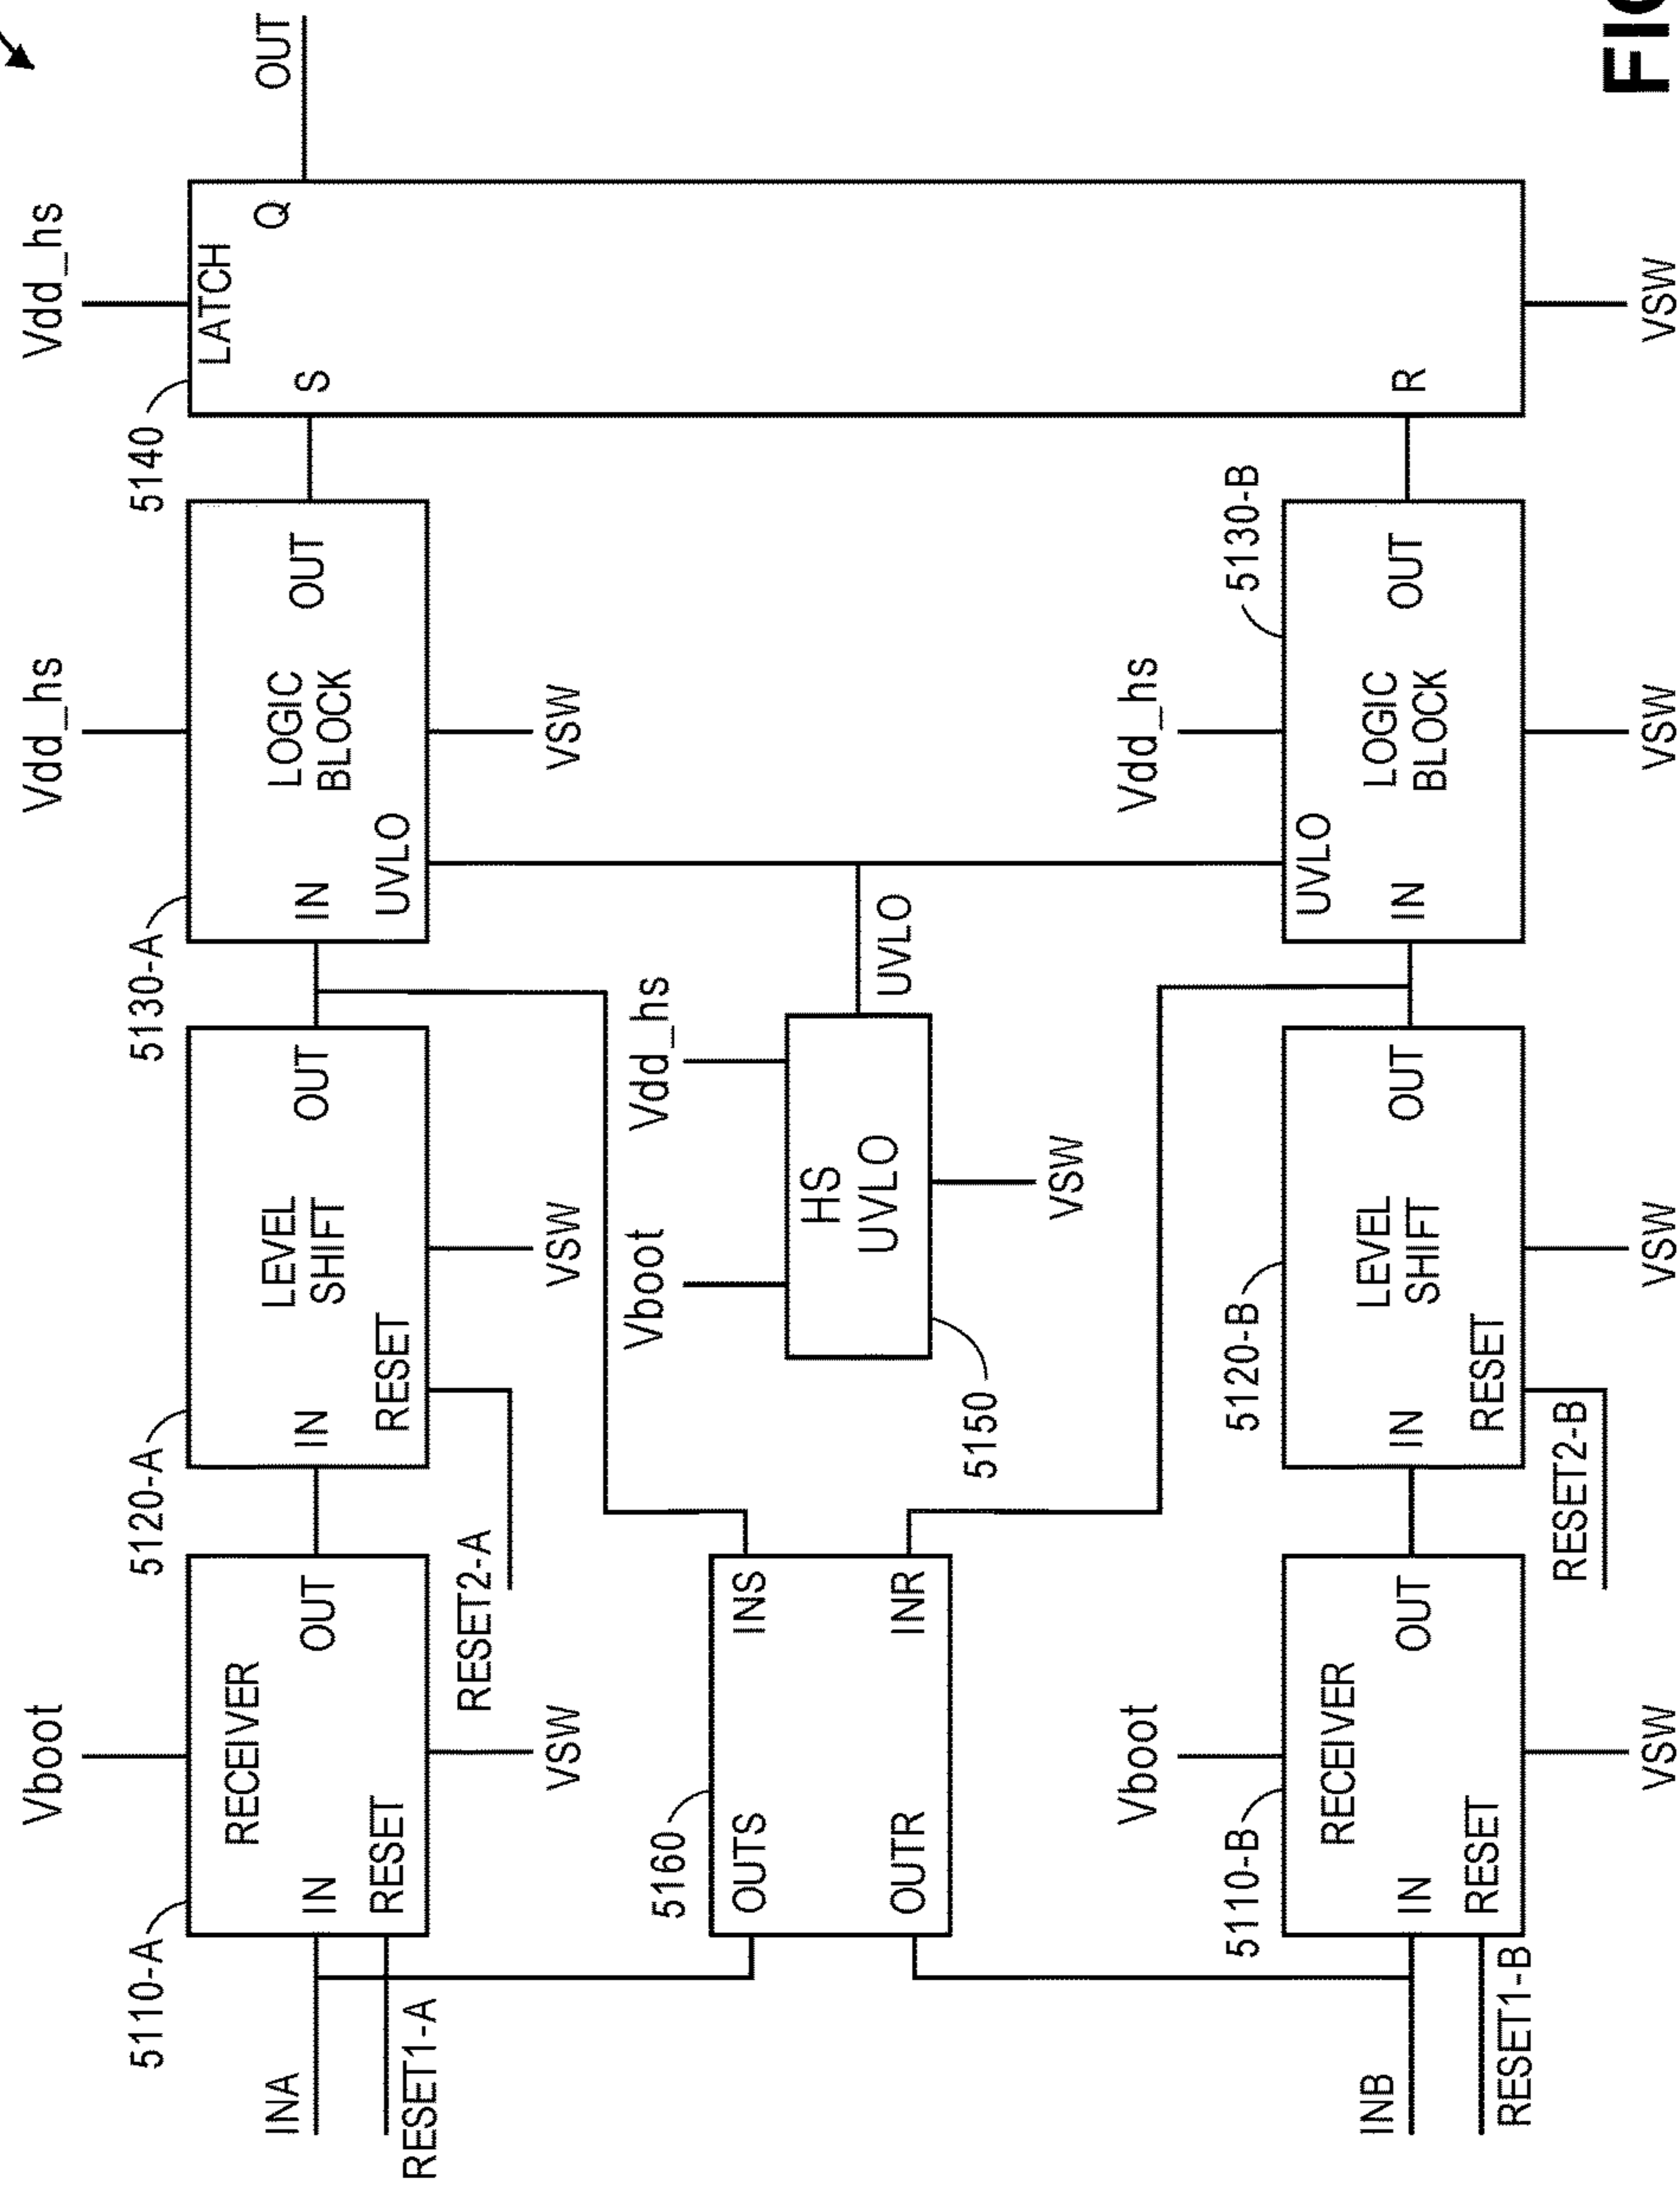 Vboot
Vdd_hs
Vdd_hs
OUT
5110-A
5120-A
5130-A
5140
RECEIVER
IN
OUT
RESET
LEVEL
SHIFT
IN
OUT
RESET
LOGIC
BLOCK
IN
OUT
UVLO
LATCH
S
Q
INA
RESET1-A
VSW
RESET2-A
VSW
VSW
5160
OUTS
INS
OUTR
INR
Vboot
Vdd_hs
HS
UVLO
UVLO
5150
VSW
Vboot
Vdd_hs
5110-B
5120-B
5130-B
RECEIVER
IN
OUT
RESET
LEVEL
SHIFT
IN
OUT
RESET
UVLO
LOGIC
BLOCK
IN
OUT
R
INB
RESET1-B
VSW
RESET2-B
VSW
VSW
VSW